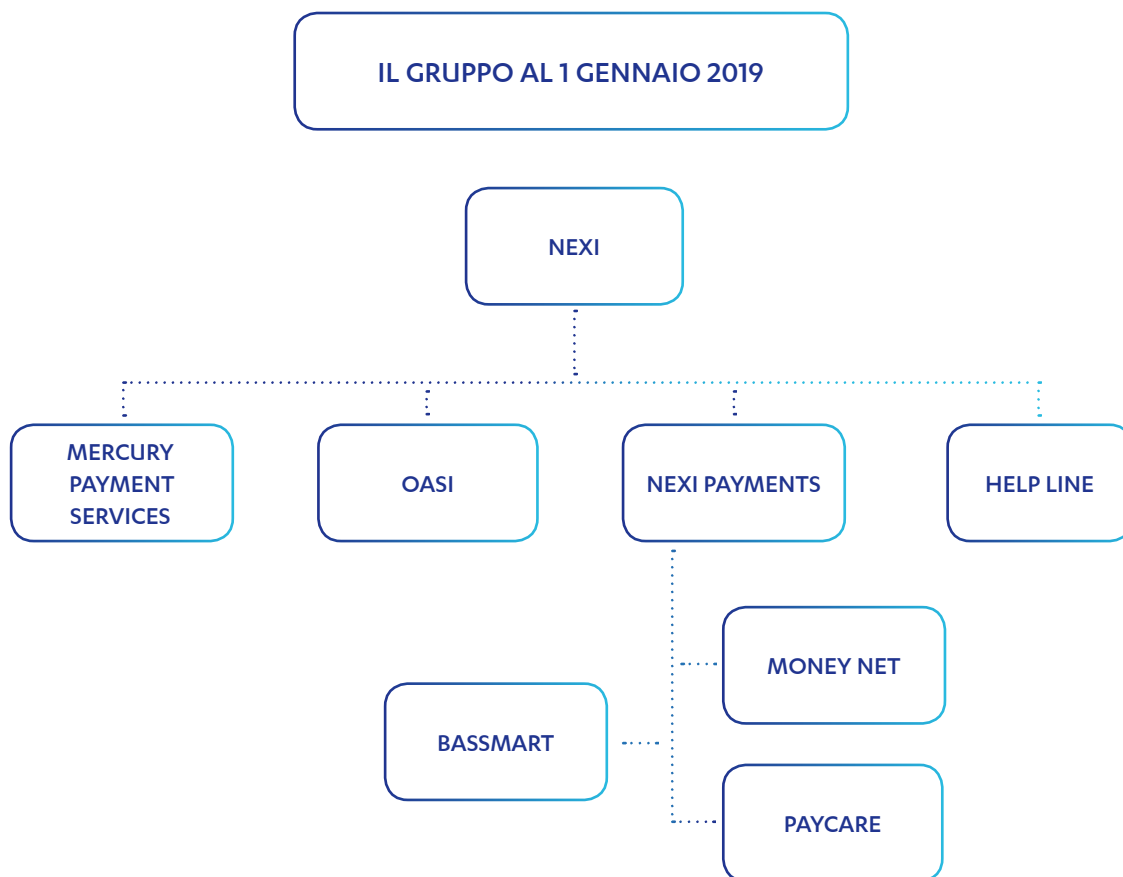 IL GRUPPO AL 1 GENNAIO 2019
NEXI
MERCURY
PAYMENT
SERVICES
OASI
NEXI PAYMENTS
HELP LINE
MONEY NET
BASSMART
PAYCARE